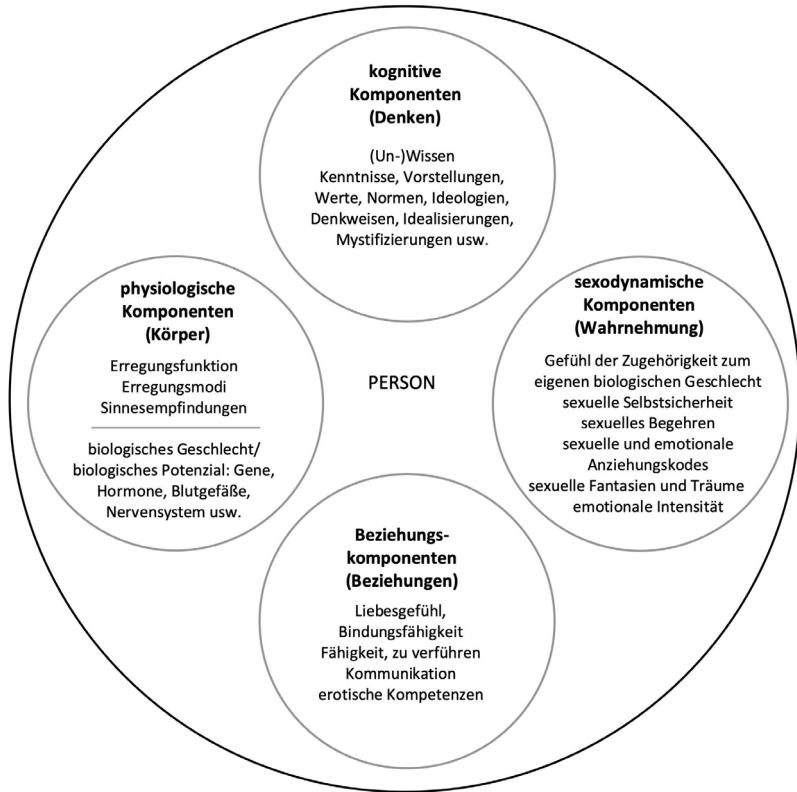 kognitive
Komponenten
(Denken)
(Un-)Wissen
Kenntnisse, Vorstellungen,
Werte, Normen, Ideologien,
Denkweisen, Idealisierungen,
Mystifizierungen usw.
physiologische
Komponenten
(Körper)
Erregungsfunktion
Erregungsmodi
Sinnesempfindungen
biologisches Geschlecht/
biologisches Potenzial: Gene,
Hormone, Blutgefäße,
Nervensystem usw.
PERSON
sexodynamische
Komponenten
(Wahrnehmung)
Gefühl der Zugehörigkeit zum
eigenen biologischen Geschlecht
sexuelle Selbstsicherheit
sexuelles Begehren
sexuelle und emotionale
Anziehungskodes
sexuelle Fantasien und Träume
emotionale Intensität
Beziehungs-
komponenten
(Beziehungen)
Liebesgefühl,
Bindungsfähigkeit
Fähigkeit, zu verführen
Kommunikation
erotische Kompetenzen